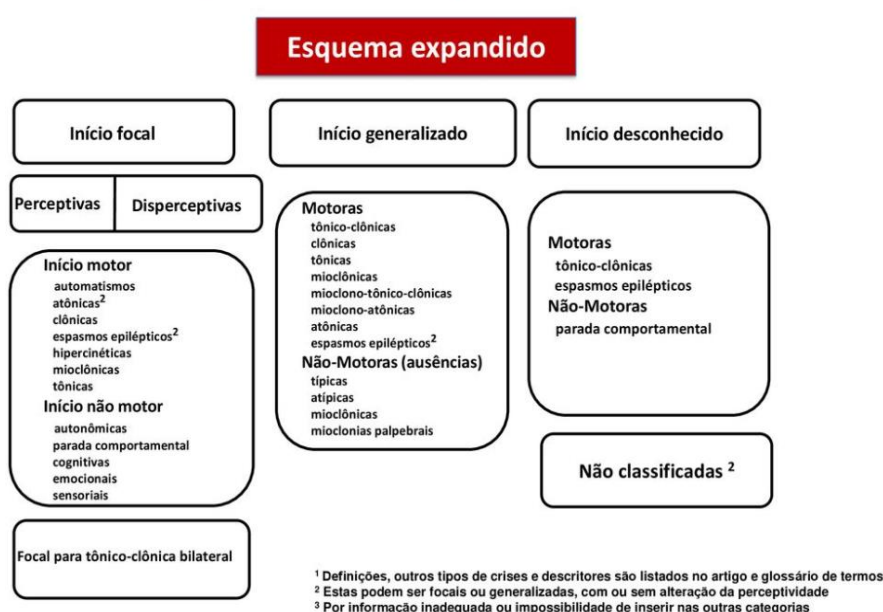 Esquema expandido
Início focal
Perceptivas
Disperceptivas
Início motor
automatismos
atônicas²
clônicas
espasmos epilépticos²
hipercinéticas
mioclônicas
tônicas
Início não motor
autonômicas
parada comportamental
cognitivas
emocionais
sensoriais
Focal para tônico-clônica bilateral
Início generalizado
Motoras
tônico-clônicas
clônicas
tônicas
mioclônicas
mioclono-tônico-clônicas
mioclono-atônicas
atônicas
espasmos epilépticos²
Não-Motoras (ausências)
típicas
atípicas
mioclônicas
mioclonias palpebrais
Início desconhecido
Motoras
tônico-clônicas
espasmos epilépticos
Não-Motoras
parada comportamental
Não classificadas ²
¹ Definições, outros tipos de crises e descritores são listados no artigo e glossário de termos
² Estas podem ser focais ou generalizadas, com ou sem alteração da perceptividade
³ Por informação inadequada ou impossibilidade de inserir nas outras categorias